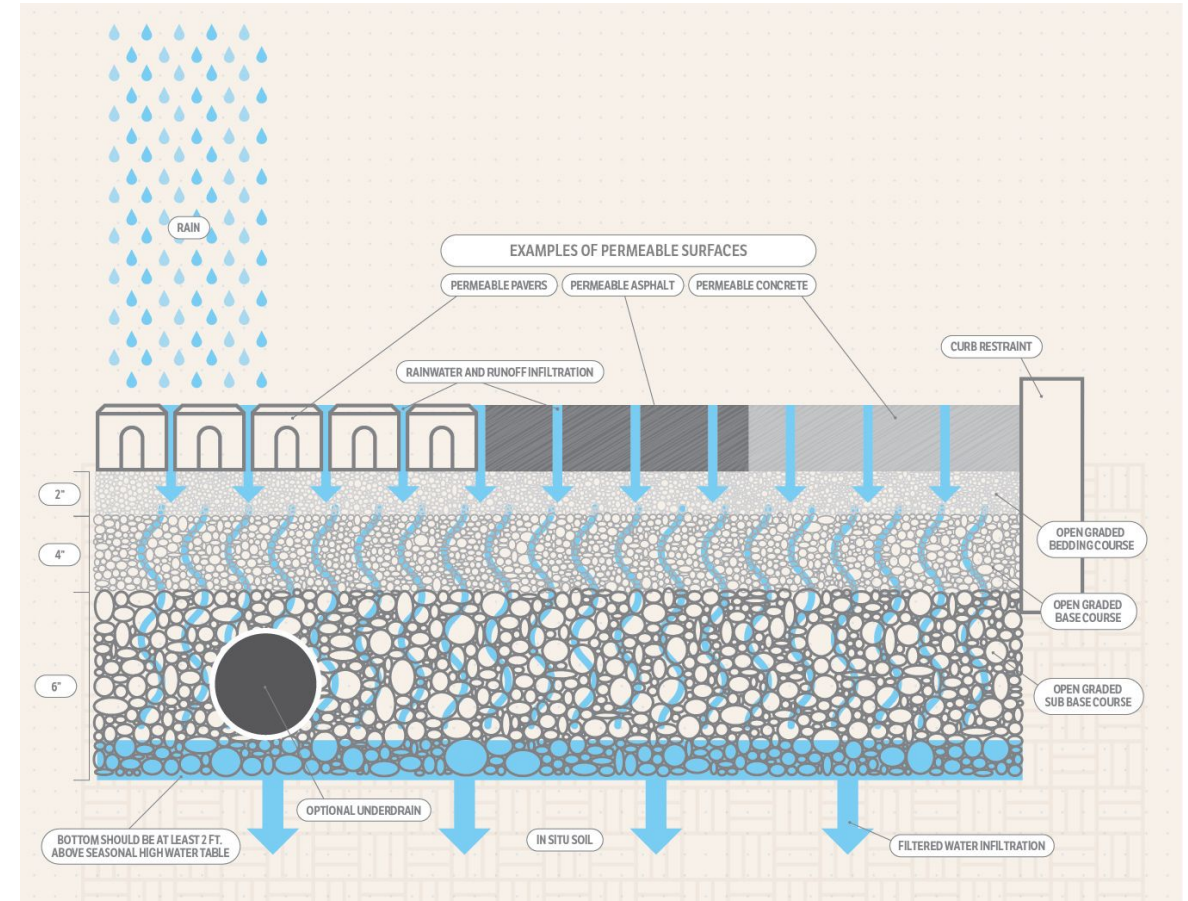 RAIN
EXAMPLES OF PERMEABLE SURFACES
PERMEABLE PAVERS
PERMEABLE ASPHALT
PERMEABLE CONCRETE
CURB RESTRAINT
RAINWATER AND RUNOFF INFILTRATION
2"
OPEN GRADED
BEDDING COURSE
4"
OPEN GRADED
BASE COURSE
6"
OPEN GRADED
SUB BASE COURSE
OPTIONAL UNDERDRAIN
BOTTOM SHOULD BE AT LEAST 2 FT.
ABOVE SEASONAL HIGH WATER TABLE
IN SITU SOIL
FILTERED WATER INFILTRATION